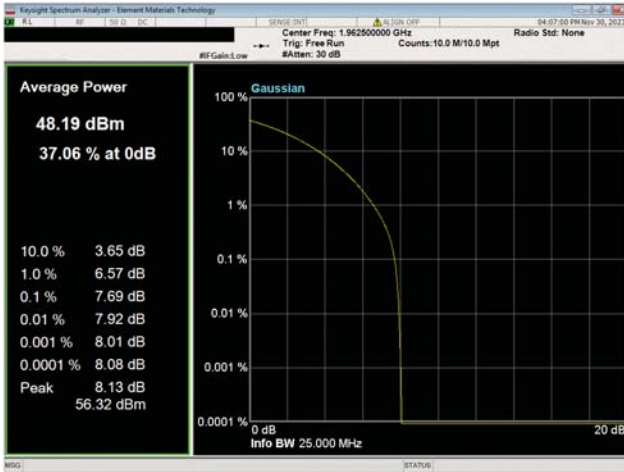 Keysight Spectrum Analyzer - Element Materials Technology
RL RF 50 Ω DC SENSE:INT ALIGN OFF 04:07:00 PM Nov 30, 2023
Center Freq: 1.962500000 GHz Radio Std: None
Trig: Free Run Counts:10.0 M/10.0 Mpt
#IFGain:Low #Atten: 30 dB
Average Power
48.19 dBm
37.06 % at 0dB
10.0 % 3.65 dB
1.0 % 6.57 dB
0.1 % 7.69 dB
0.01 % 7.92 dB
0.001 % 8.01 dB
0.0001 % 8.08 dB
Peak 8.13 dB
56.32 dBm
Gaussian
100 %
10 %
1 %
0.1 %
0.01 %
0.001 %
0.0001 %
0 dB 20 dB
Info BW 25.000 MHz
MSG STATUS